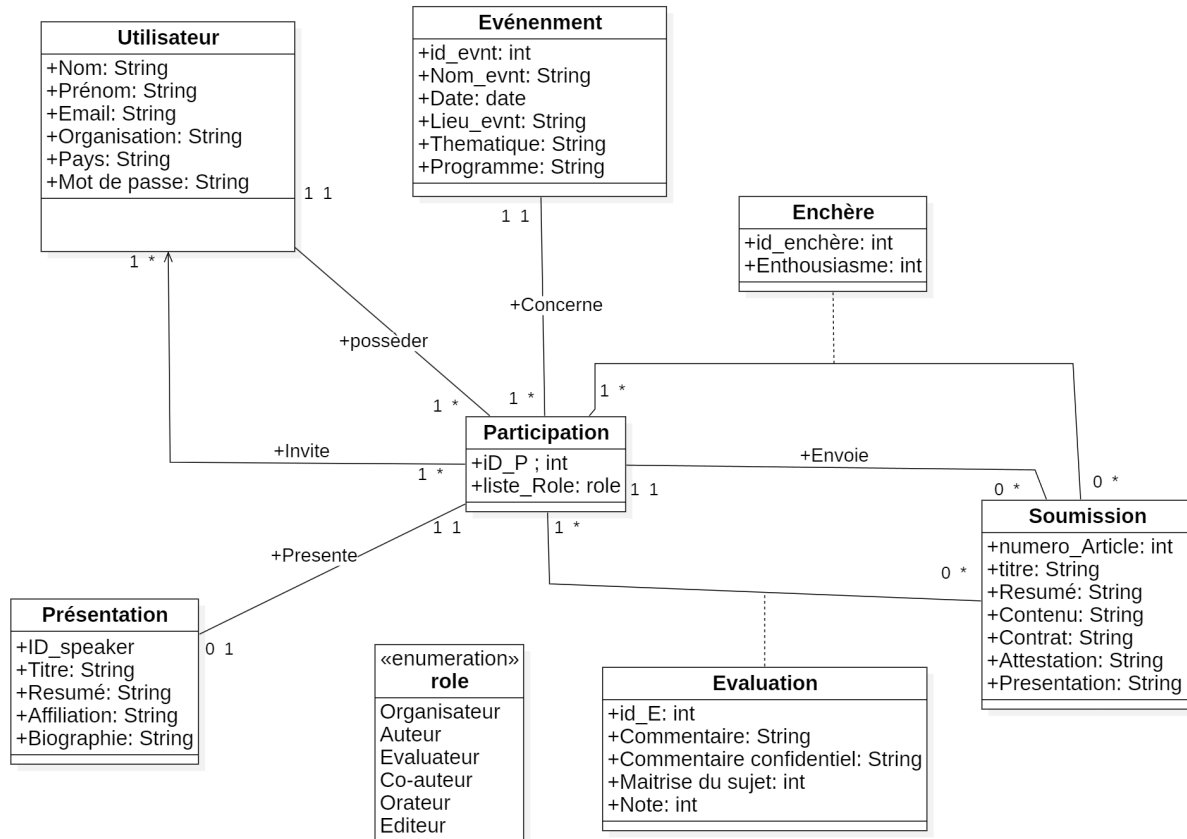 Utilisateur
+Nom: String
+Prénom: String
+Email: String
+Organisation: String
+Pays: String
+Mot de passe: String
Evénenment
+id_evnt: int
+Nom_evnt: String
+Date: date
+Lieu_evnt: String
+Thematique: String
+Programme: String
Enchère
+id_enchère: int
+Enthousiasme: int
1 1
1 1
1 *
+Concerne
+posseder
1 *
1 *
1 *
Participation
+iD_P ; int
+liste_Role: role
+Invite
1 *
+Envoie
1 1
0 *
0 *
1 1
1 *
+Presente
0 *
Soumission
+numero_Article: int
+titre: String
+Resumé: String
+Contenu: String
+Contrat: String
+Attestation: String
+Presentation: String
Présentation
+ID_speaker
+Titre: String
+Resumé: String
+Affiliation: String
+Biographie: String
0 1
«enumeration»
role
Organisateur
Auteur
Evaluateur
Co-auteur
Orateur
Editeur
Evaluation
+id_E: int
+Commentaire: String
+Commentaire confidentiel: String
+Maitrise du sujet: int
+Note: int